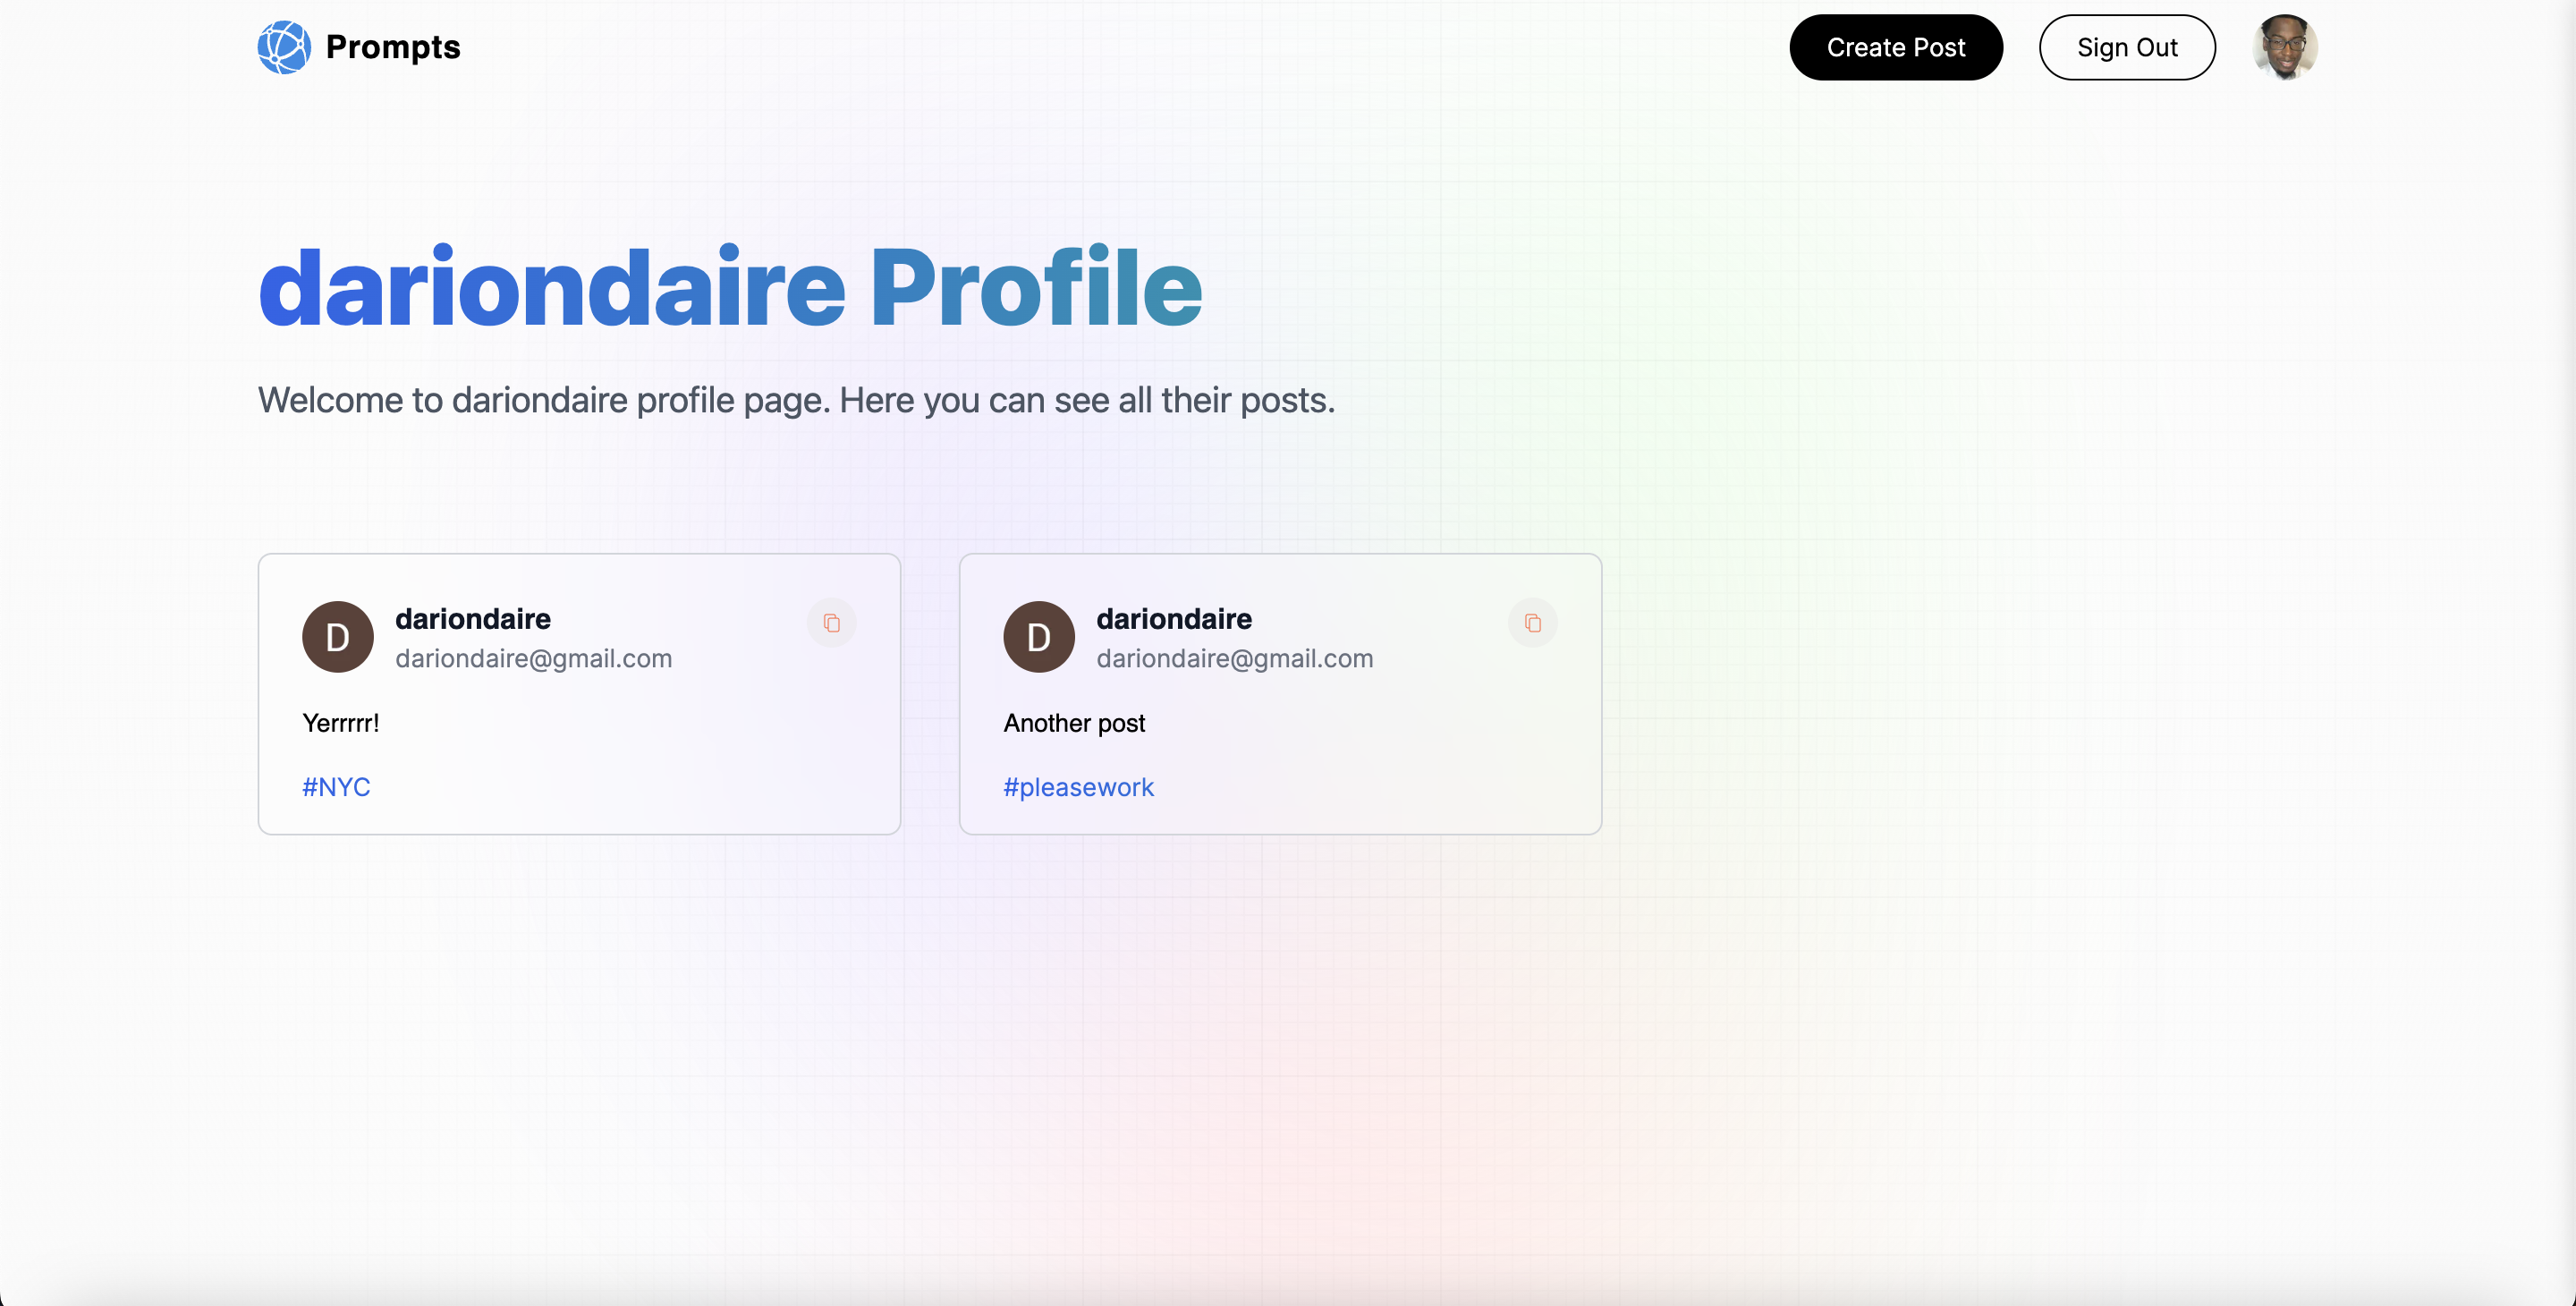 Prompts
Create Post
Sign Out
dariondaire Profile
Welcome to dariondaire profile page. Here you can see all their posts.
D
dariondaire
dariondaire@gmail.com
Yerrrrr!
#NYC
D
dariondaire
dariondaire@gmail.com
Another post
#pleasework